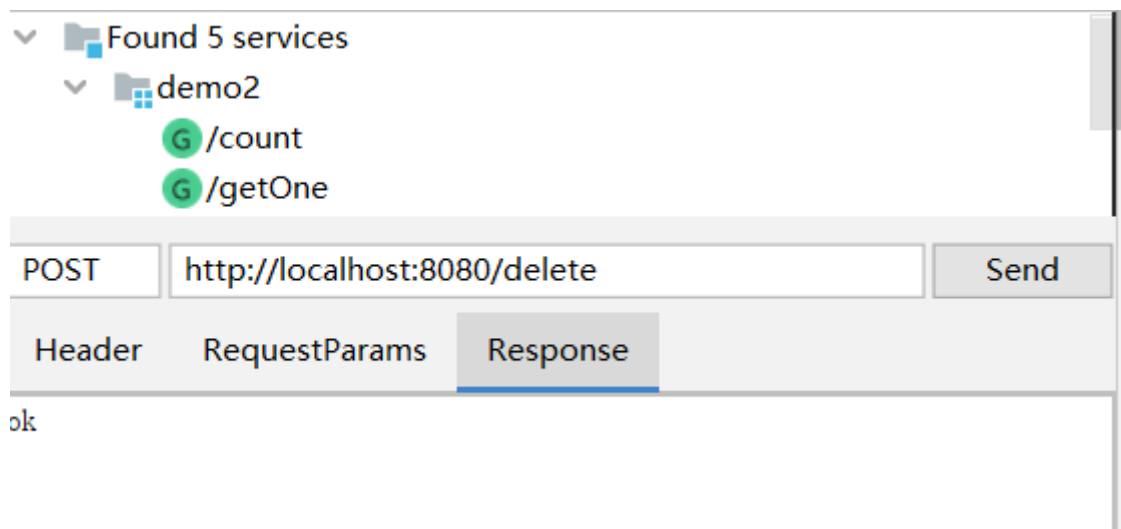 Found 5 services
demo2
G /count
G /getOne
POST http://localhost:8080/delete Send
Header RequestParams Response
ok